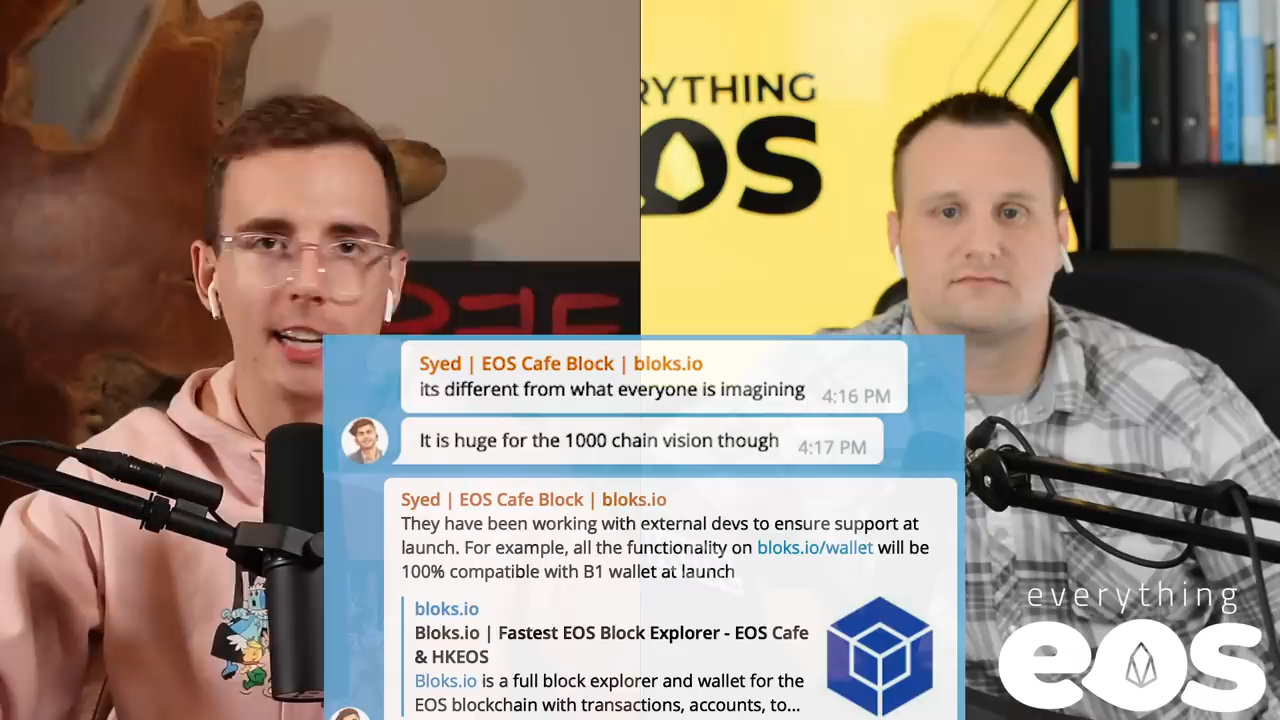 RYTHING
OS
Syed | EOS Cafe Block | bloks.io
its different from what everyone is imagining 4:16 PM
It is huge for the 1000 chain vision though 4:17 PM
Syed | EOS Cafe Block | bloks.io
They have been working with external devs to ensure support at
launch. For example, all the functionality on bloks.io/wallet will be
100% compatible with B1 wallet at launch
bloks.io
Bloks.io | Fastest EOS Block Explorer - EOS Cafe
& HKEOS
Bloks.io is a full block explorer and wallet for the
EOS blockchain with transactions, accounts, to...
everything
eos